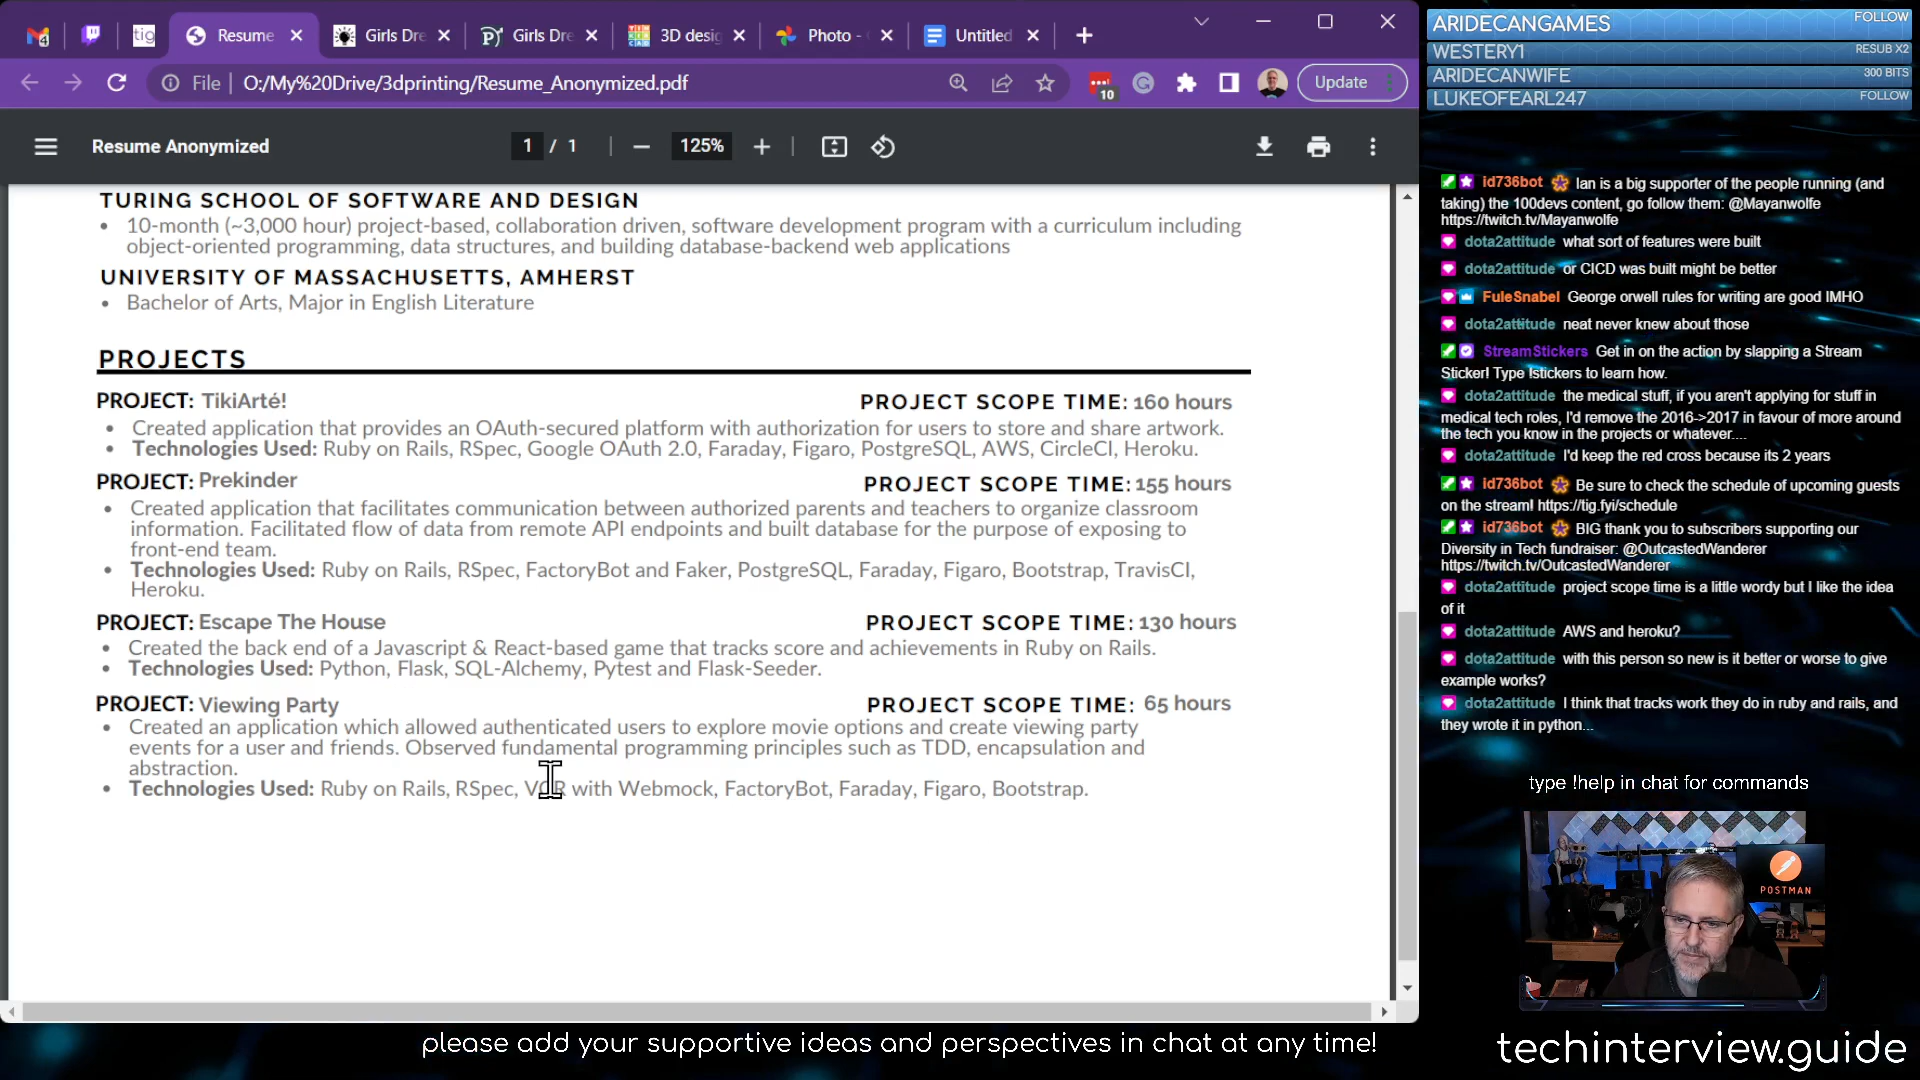 M4
tig
Resume
Girls Dre
Girls Dre
3D desig
Photo -
Untitled
File
O:/My%20Drive/3dprinting/Resume_Anonymized.pdf
10
Update
Resume Anonymized
1 / 1
125%
TURING SCHOOL OF SOFTWARE AND DESIGN
• 10-month (~3,000 hour) project-based, collaboration driven, software development program with a curriculum including
object-oriented programming, data structures, and building database-backend web applications
UNIVERSITY OF MASSACHUSETTS, AMHERST
• Bachelor of Arts, Major in English Literature
PROJECTS
PROJECT: TikiArté! PROJECT SCOPE TIME: 160 hours
• Created application that provides an OAuth-secured platform with authorization for users to store and share artwork.
• Technologies Used: Ruby on Rails, RSpec, Google OAuth 2.0, Faraday, Figaro, PostgreSQL, AWS, CircleCI, Heroku.
PROJECT: Prekinder PROJECT SCOPE TIME: 155 hours
• Created application that facilitates communication between authorized parents and teachers to organize classroom
information. Facilitated flow of data from remote API endpoints and built database for the purpose of exposing to
front-end team.
• Technologies Used: Ruby on Rails, RSpec, FactoryBot and Faker, PostgreSQL, Faraday, Figaro, Bootstrap, TravisCI,
Heroku.
PROJECT: Escape The House PROJECT SCOPE TIME: 130 hours
• Created the back end of a Javascript & React-based game that tracks score and achievements in Ruby on Rails.
• Technologies Used: Python, Flask, SQL-Alchemy, Pytest and Flask-Seeder.
PROJECT: Viewing Party PROJECT SCOPE TIME: 65 hours
• Created an application which allowed authenticated users to explore movie options and create viewing party
events for a user and friends. Observed fundamental programming principles such as TDD, encapsulation and
abstraction.
• Technologies Used: Ruby on Rails, RSpec, VCR with Webmock, FactoryBot, Faraday, Figaro, Bootstrap.
please add your supportive ideas and perspectives in chat at any time!
ARIDECANGAMES FOLLOW
WESTERY1 RESUB X2
ARIDECANWIFE 300 BITS
LUKEOFEARL247 FOLLOW
id736bot Ian is a big supporter of the people running (and
taking) the 100devs content, go follow them: @Mayanwolfe
https://twitch.tv/Mayanwolfe
dota2attitude what sort of features were built
dota2attitude or CICD was built might be better
FuleSnabel George orwell rules for writing are good IMHO
dota2attitude neat never knew about those
StreamStickers Get in on the action by slapping a Stream
Sticker! Type !stickers to learn how.
dota2attitude the medical stuff, if you aren't applying for stuff in
medical tech roles, I'd remove the 2016->2017 in favour of more around
the tech you know in the projects or whatever....
dota2attitude I'd keep the red cross because its 2 years
id736bot Be sure to check the schedule of upcoming guests
on the stream! https://tig.fyi/schedule
id736bot BIG thank you to subscribers supporting our
Diversity in Tech fundraiser: @OutcastedWanderer
https://twitch.tv/OutcastedWanderer
dota2attitude project scope time is a little wordy but I like the idea
of it
dota2attitude AWS and heroku?
dota2attitude with this person so new is it better or worse to give
example works?
dota2attitude I think that tracks work they do in ruby and rails, and
they wrote it in python...
type !help in chat for commands
POSTMAN
techinterview.guide